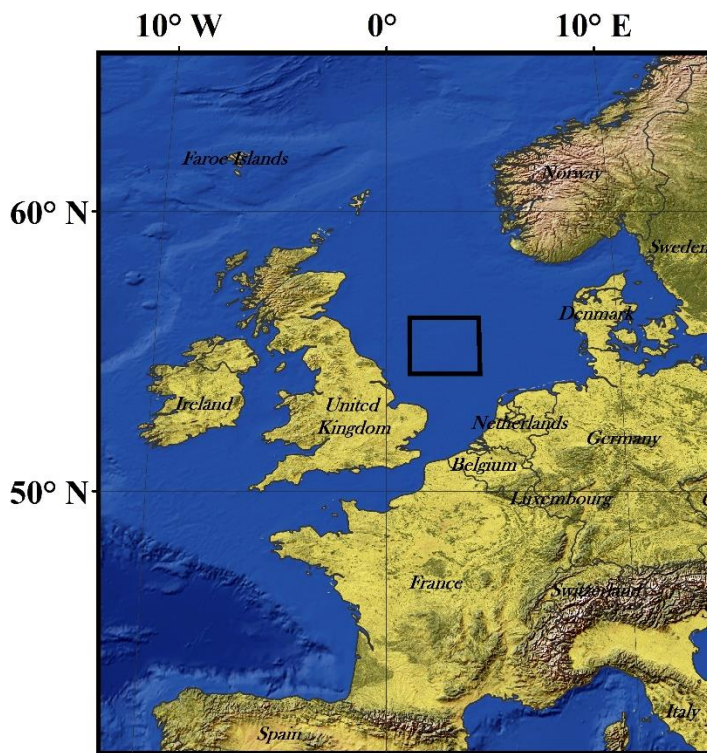 10° W 0° 10° E
Faroe Islands
Norway
60° N
Sweden
Denmark
Ireland
United
Kingdom
Netherlands
Germany
Belgium
50° N
Luxembourg
France
Switzerland
Italy
Spain